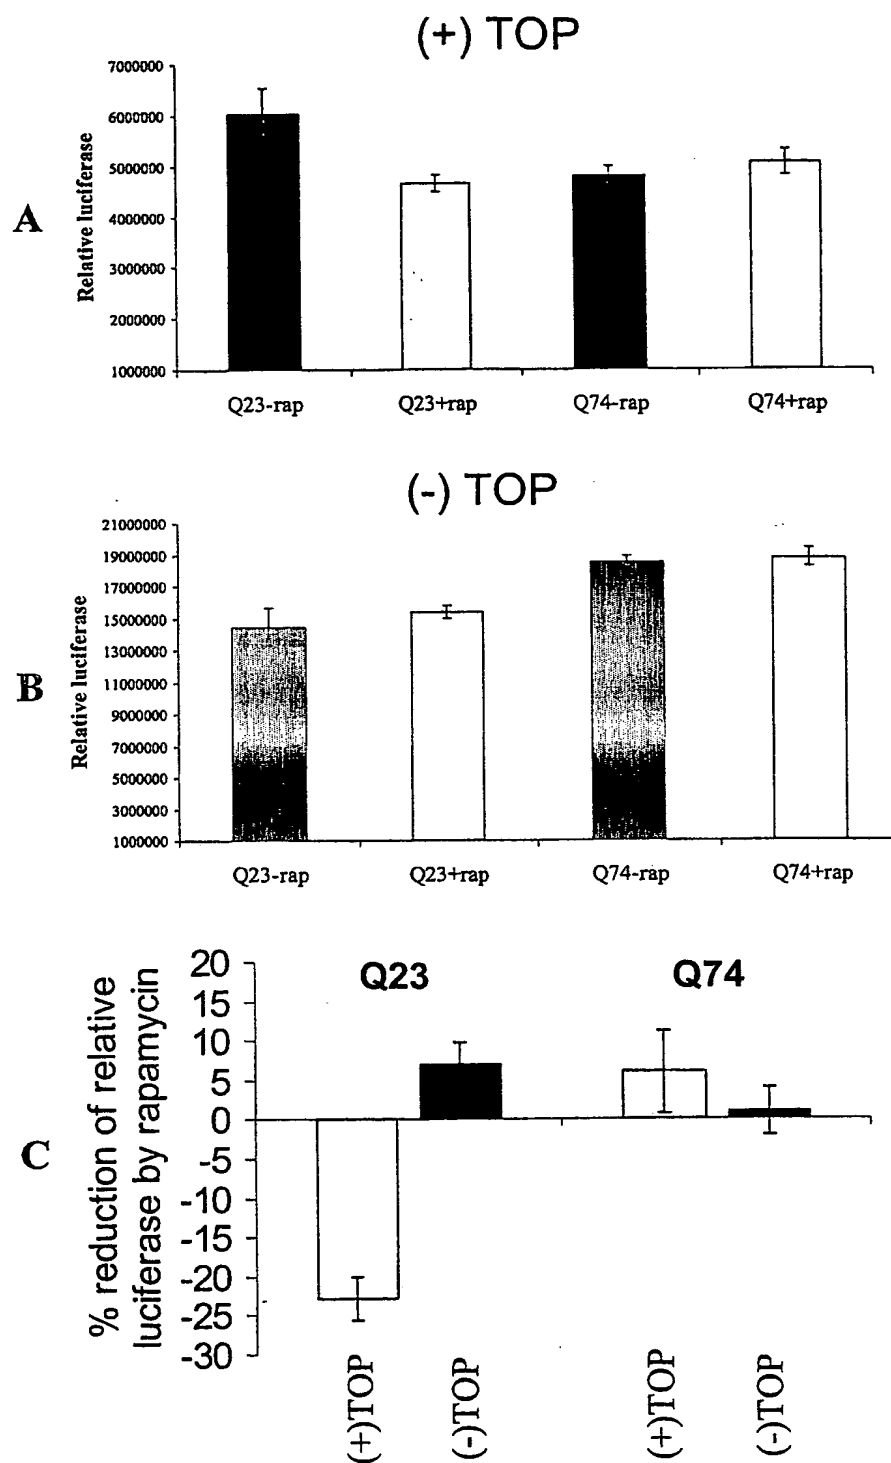 (+) TOP
A
Relative luciferase
7000000
6000000
5000000
4000000
3000000
2000000
1000000
Q23-rap
Q23+rap
Q74-rap
Q74+rap
(-) TOP
B
Relative luciferase
21000000
19000000
17000000
15000000
13000000
11000000
9000000
7000000
5000000
3000000
1000000
Q23-rap
Q23+rap
Q74-rap
Q74+rap
C
% reduction of relative
luciferase by rapamycin
20
15
10
5
0
-5
-10
-15
-20
-25
-30
Q23
Q74
(+)TOP
(-)TOP
(+)TOP
(-)TOP